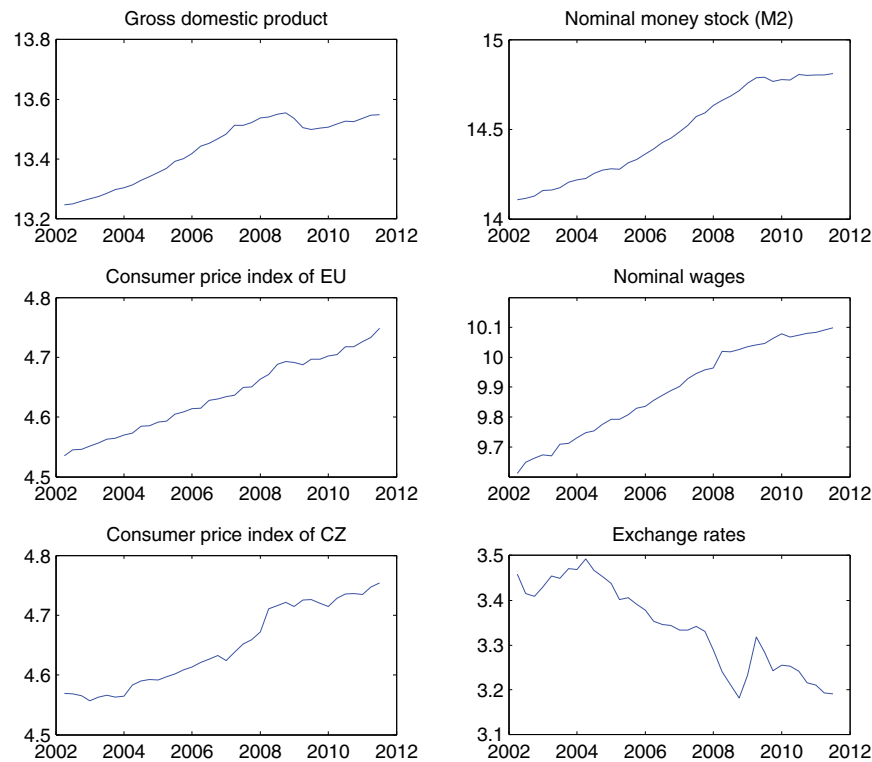 Gross domestic product
13.8
13.6
13.4
13.2
2002 2004 2006 2008 2010 2012
Nominal money stock (M2)
15
14.5
14
2002 2004 2006 2008 2010 2012
Consumer price index of EU
4.8
4.7
4.6
4.5
2002 2004 2006 2008 2010 2012
Nominal wages
10.1
10
9.9
9.8
9.7
2002 2004 2006 2008 2010 2012
Consumer price index of CZ
4.8
4.7
4.6
4.5
2002 2004 2006 2008 2010 2012
Exchange rates
3.5
3.4
3.3
3.2
3.1
2002 2004 2006 2008 2010 2012